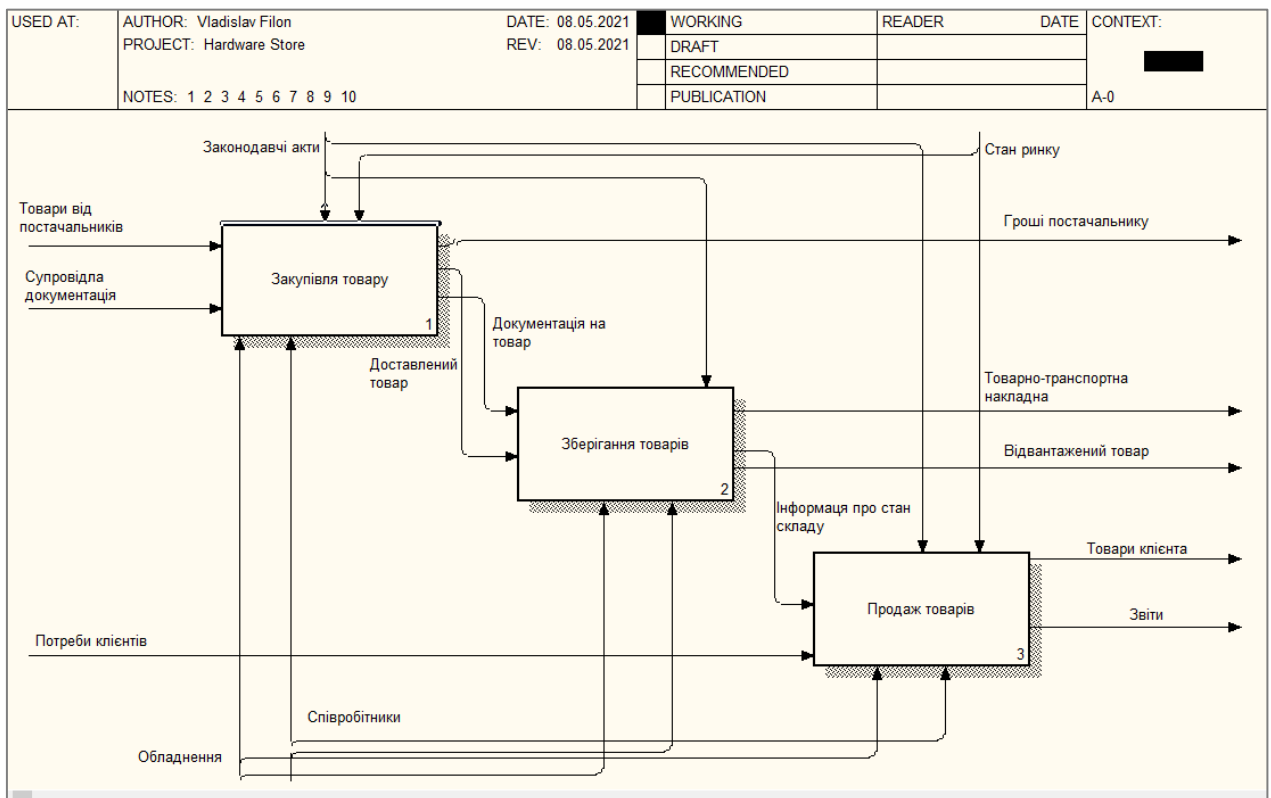 USED AT:
AUTHOR: Vladislav Filon
DATE: 08.05.2021
WORKING
READER
DATE
CONTEXT:
PROJECT: Hardware Store
REV: 08.05.2021
DRAFT
RECOMMENDED
NOTES: 1 2 3 4 5 6 7 8 9 10
PUBLICATION
A-0
Законодавчі акти
Стан ринку
Товари від
постачальників
Гроші постачальнику
Супровідла
документація
Закупівля товару
1
Документація на
товар
Доставлений
товар
Товарно-транспортна
накладна
Зберігання товарів
2
Відвантажений товар
Інформаця про стан
складу
Товари клієнта
Продаж товарів
3
Звіти
Потреби клієнтів
Співробітники
Обладнення